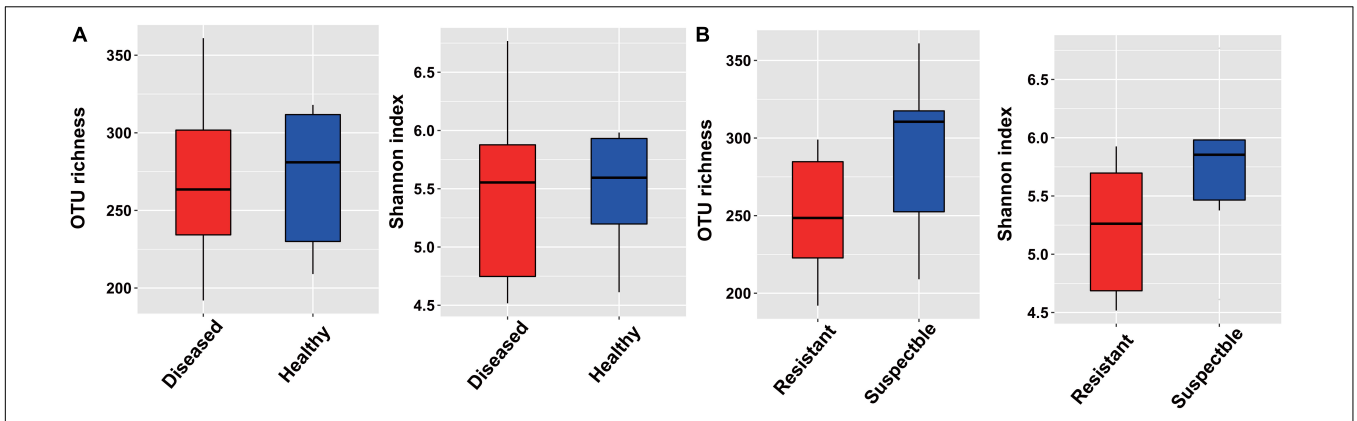 A
OTU richness
350
300
250
200
Diseased
Healthy
Shannon index
6.5
6.0
5.5
5.0
4.5
Diseased
Healthy
B
OTU richness
350
300
250
200
Resistant
Suspectble
Shannon index
6.5
6.0
5.5
5.0
4.5
Resistant
Suspectble